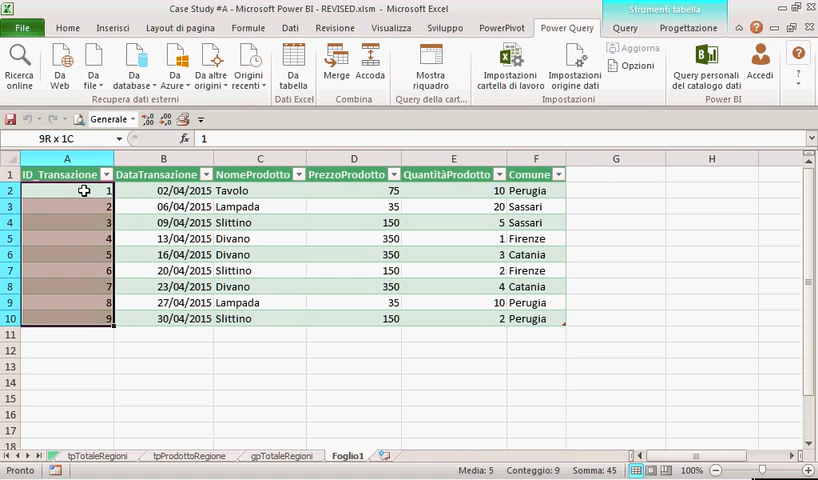 Case Study #A - Microsoft Power BI - REVISED.xlsm - Microsoft Excel
Strumenti tabella
File Home Inserisci Layout di pagina Formule Dati Revisione Visualizza Sviluppo PowerPivot Power Query Query Progettazione
Ricerca online
Da Web
Da file
Da database
Da Azure
Da altre origini
Origini recenti
Da tabella
Merge
Accoda
Mostra riquadro
Impostazioni cartella di lavoro
Impostazioni origine dati
Aggiorna
Opzioni
Query personali del catalogo dati
Accedi
?
Recupera dati esterni Dati Excel Combina Query della cart... Impostazioni Power BI
Generale
9R x 1C fx 1
A B C D E F G H
1 ID_Transazione DataTransazione NomeProdotto PrezzoProdotto QuantitàProdotto Comune
2 1 02/04/2015 Tavolo 75 10 Perugia
3 2 06/04/2015 Lampada 35 20 Sassari
4 3 09/04/2015 Slittino 150 5 Sassari
5 4 13/04/2015 Divano 350 1 Firenze
6 5 16/04/2015 Divano 350 3 Catania
7 6 20/04/2015 Slittino 150 2 Firenze
8 7 23/04/2015 Divano 350 4 Catania
9 8 27/04/2015 Lampada 35 10 Perugia
10 9 30/04/2015 Slittino 150 2 Perugia
11
12
13
14
15
16
17
18
tpTotaleRegioni tpProdottoRegione gpTotaleRegioni Foglio1
Pronto Media: 5 Conteggio: 9 Somma: 45 100%